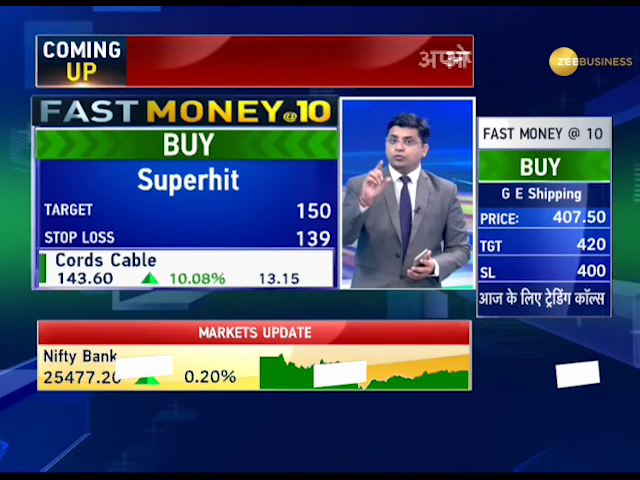 COMING
UP
ZEEBUSINESS
FAST MONEY @ 10
BUY
Superhit
TARGET 150
STOP LOSS 139
Cords Cable
143.60 10.08% 13.15
FAST MONEY @ 10
BUY
G E Shipping
PRICE: 407.50
TGT 420
SL 400
आज के लिए ट्रेडिंग कॉल्स
MARKETS UPDATE
Nifty Bank
25477.20 0.20%